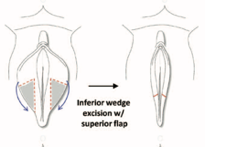 Inferior wedge
excision w/
superior flap